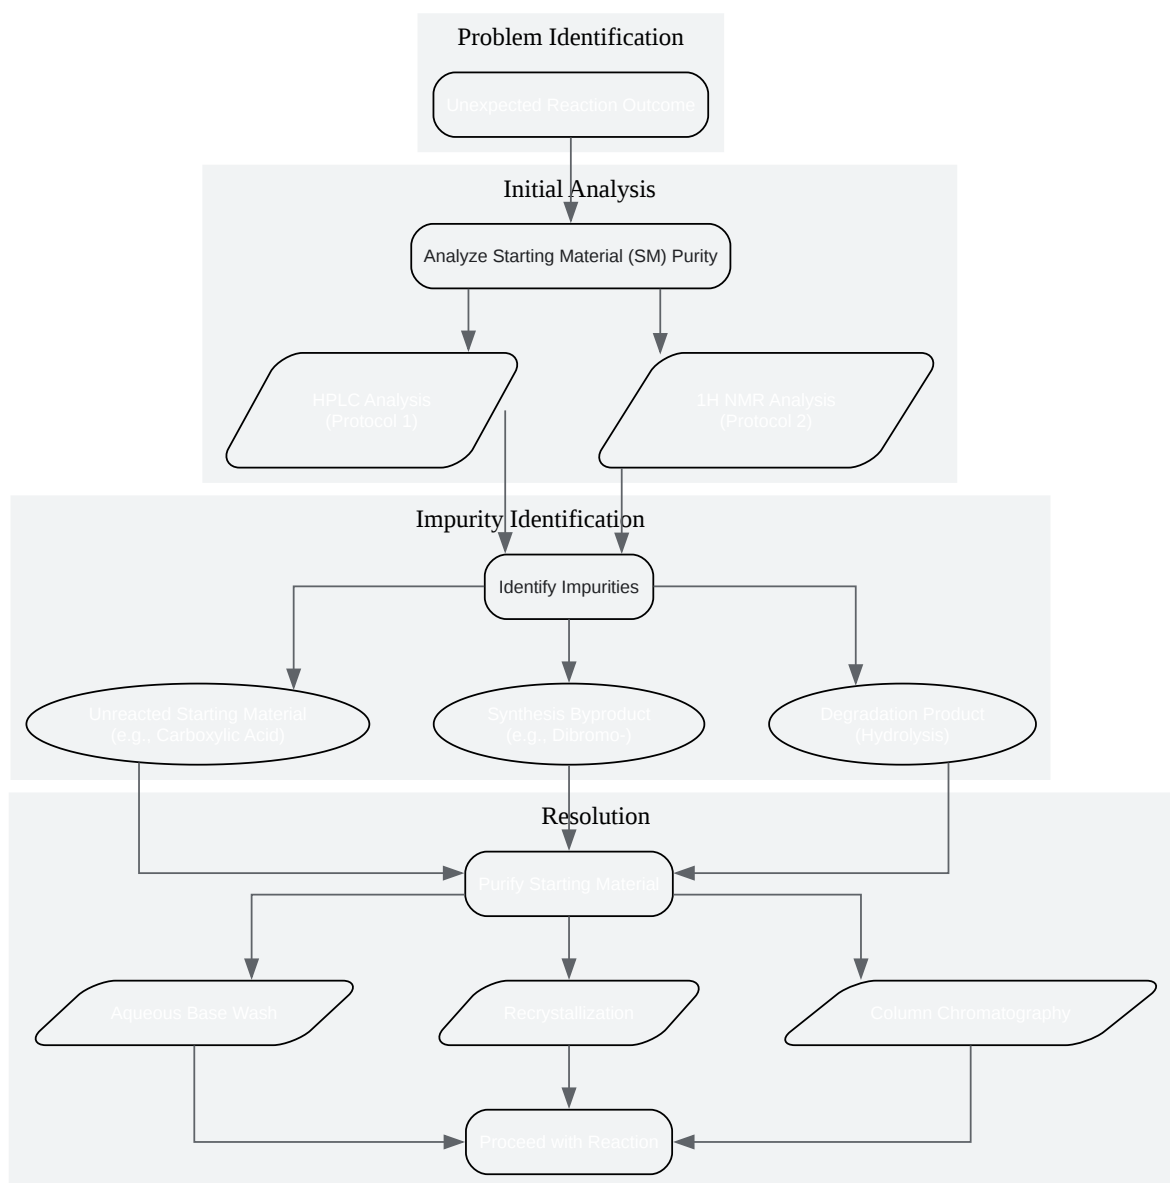 Problem Identification
Unexpected Reaction Outcome
Initial Analysis
Analyze Starting Material (SM) Purity
HPLC Analysis
(Protocol 1)
1H NMR Analysis
(Protocol 2)
Impurity Identification
Identify Impurities
Unreacted Starting Material
(e.g., Carboxylic Acid)
Synthesis Byproduct
(e.g., Dibromo-)
Degradation Product
(Hydrolysis)
Resolution
Purify Starting Material
Aqueous Base Wash
Recrystallization
Column Chromatography
Proceed with Reaction